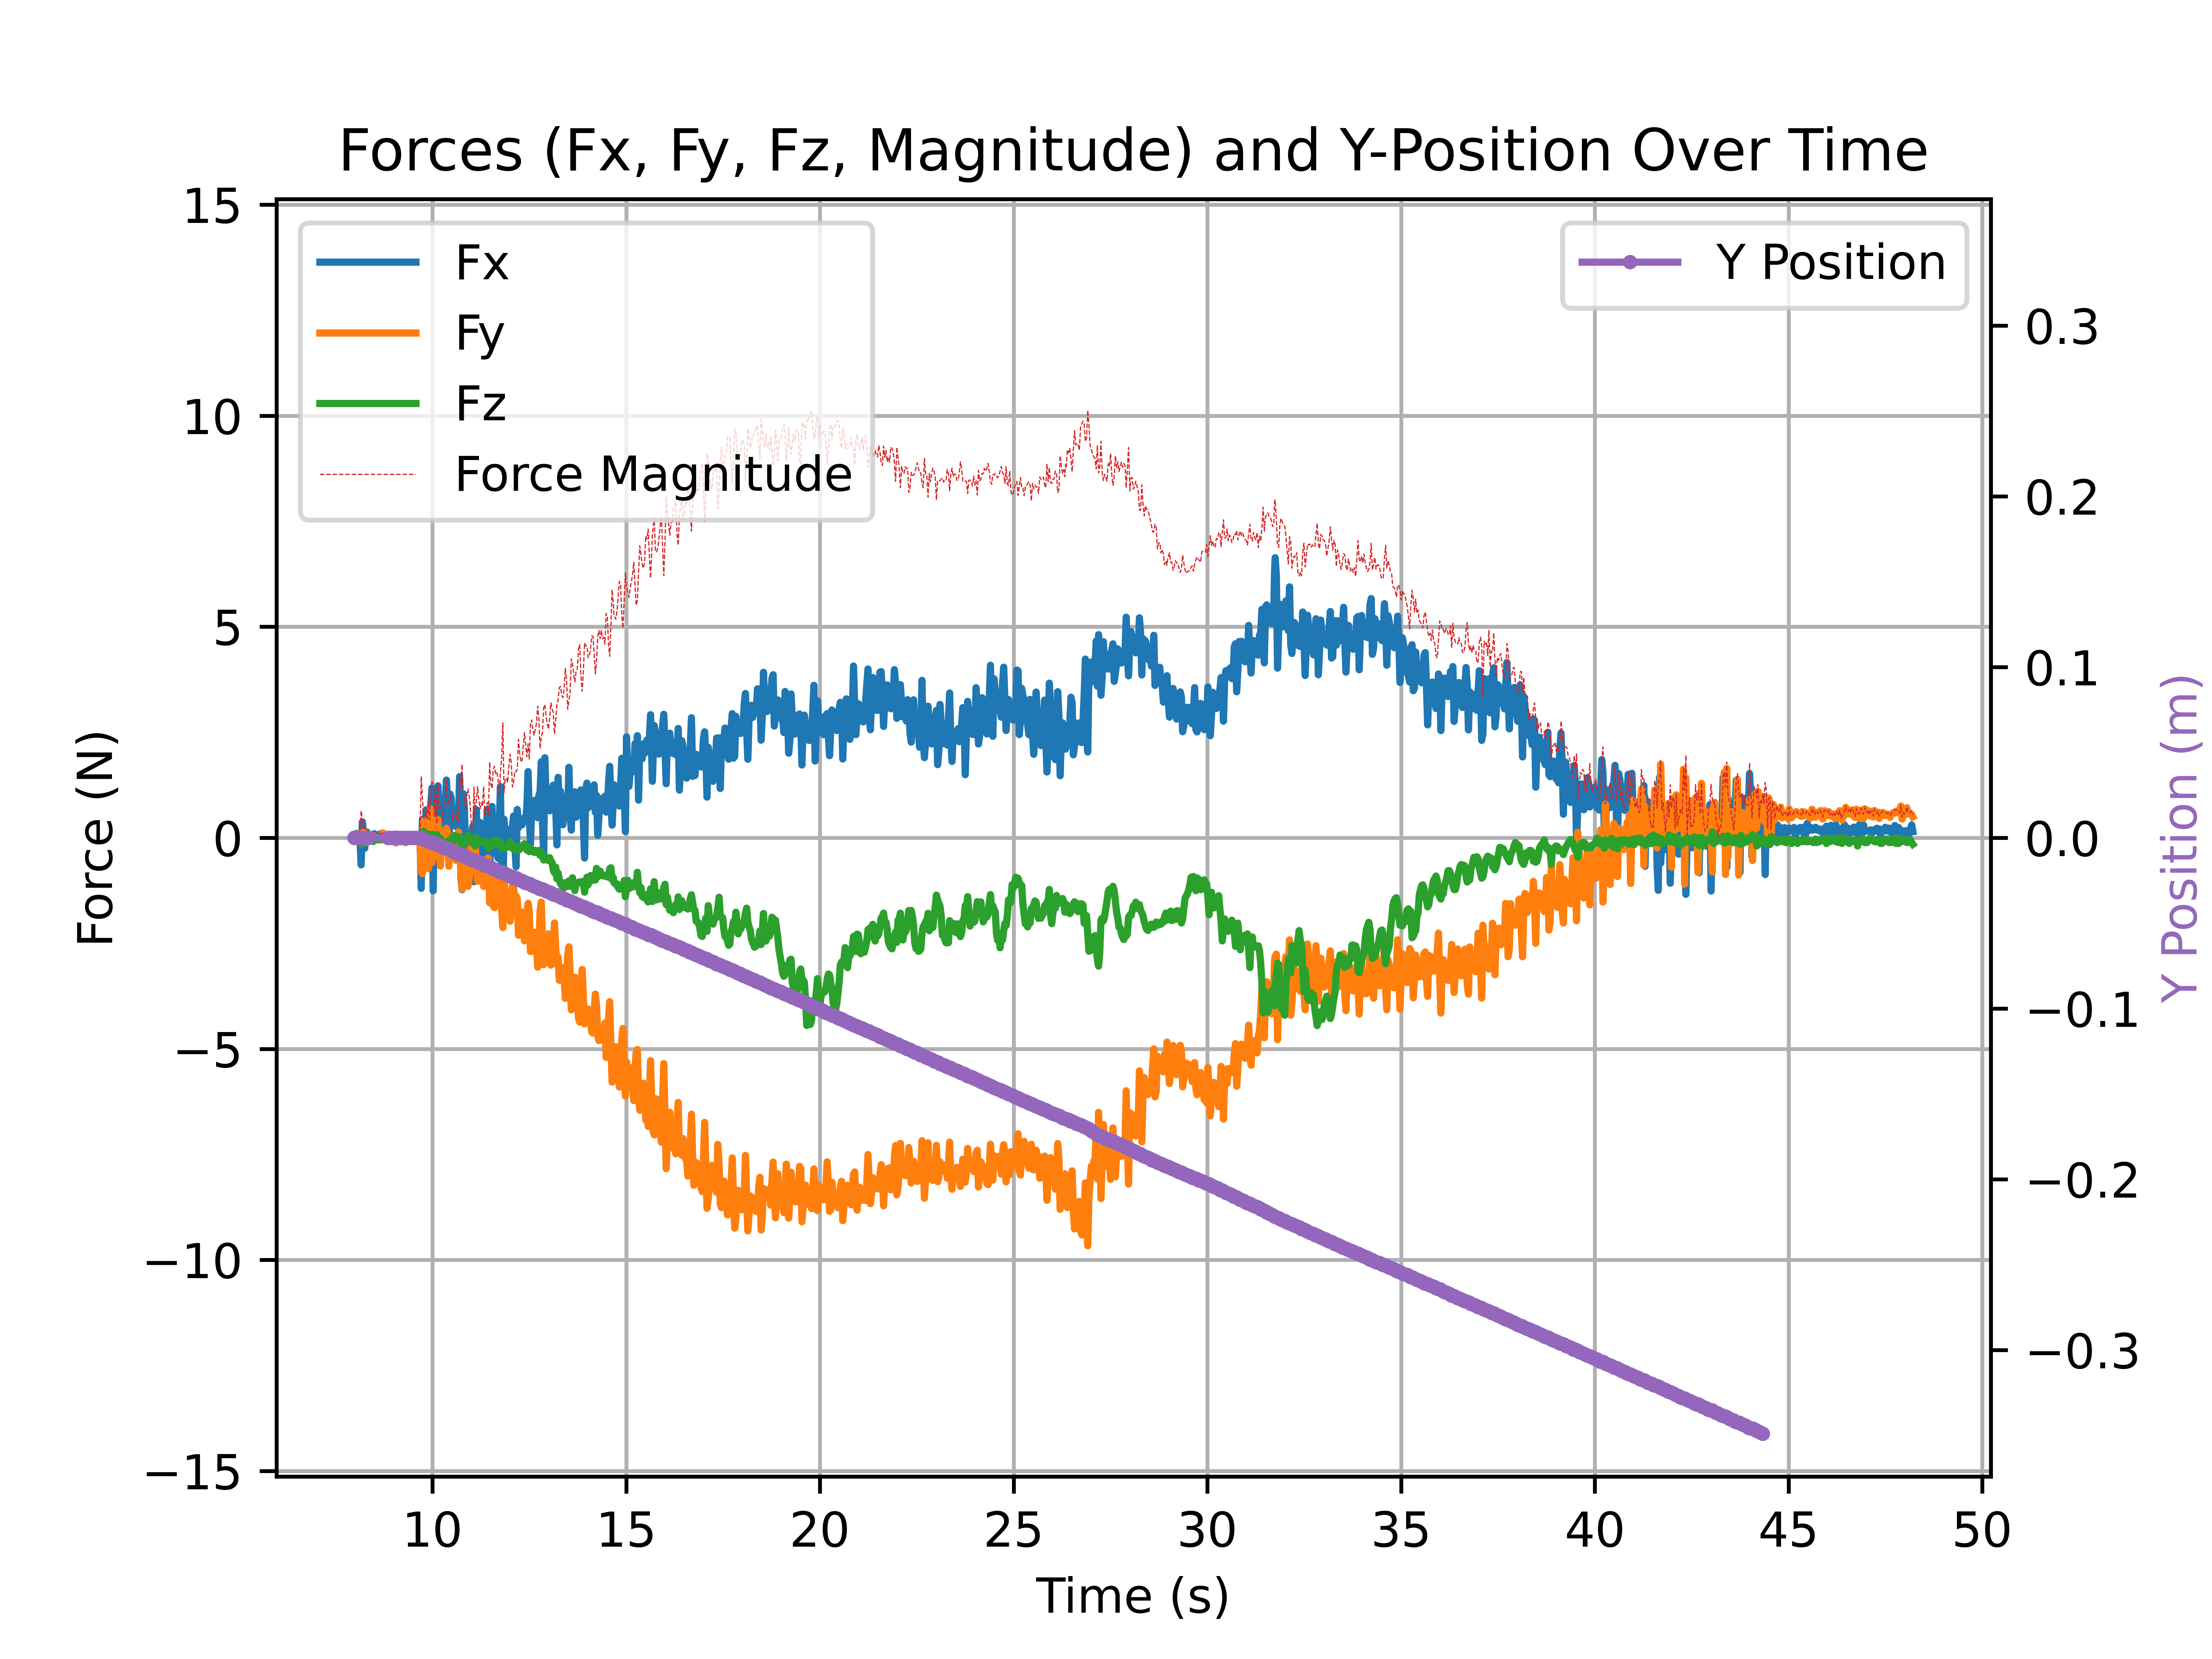 Forces (Fx, Fy, Fz, Magnitude) and Y-Position Over Time
Fx
Fy
Fz
Force Magnitude
Y Position
15
10
5
0
−5
−10
−15
Force (N)
0.3
0.2
0.1
0.0
−0.1
−0.2
−0.3
Y Position (m)
10 15 20 25 30 35 40 45 50
Time (s)